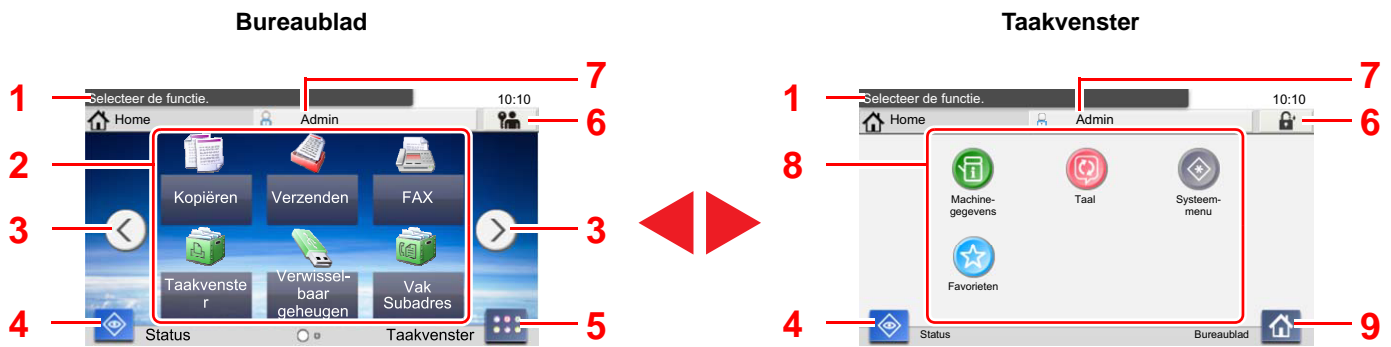 Bureaublad
Taakvenster
7
7
1
Selecteer de functie.
10:10
1
Selecteer de functie.
10:10
Home
Admin
6
Home
Admin
6
2
8
Kopiëren
Verzenden
FAX
Machine-
gegevens
Taal
Systeem-
menu
3
3
Taakvenste
r
Verwissel-
baar
geheugen
Vak
Subadres
Favorieten
4
Status
Taakvenster
5
4
Status
Bureaublad
9